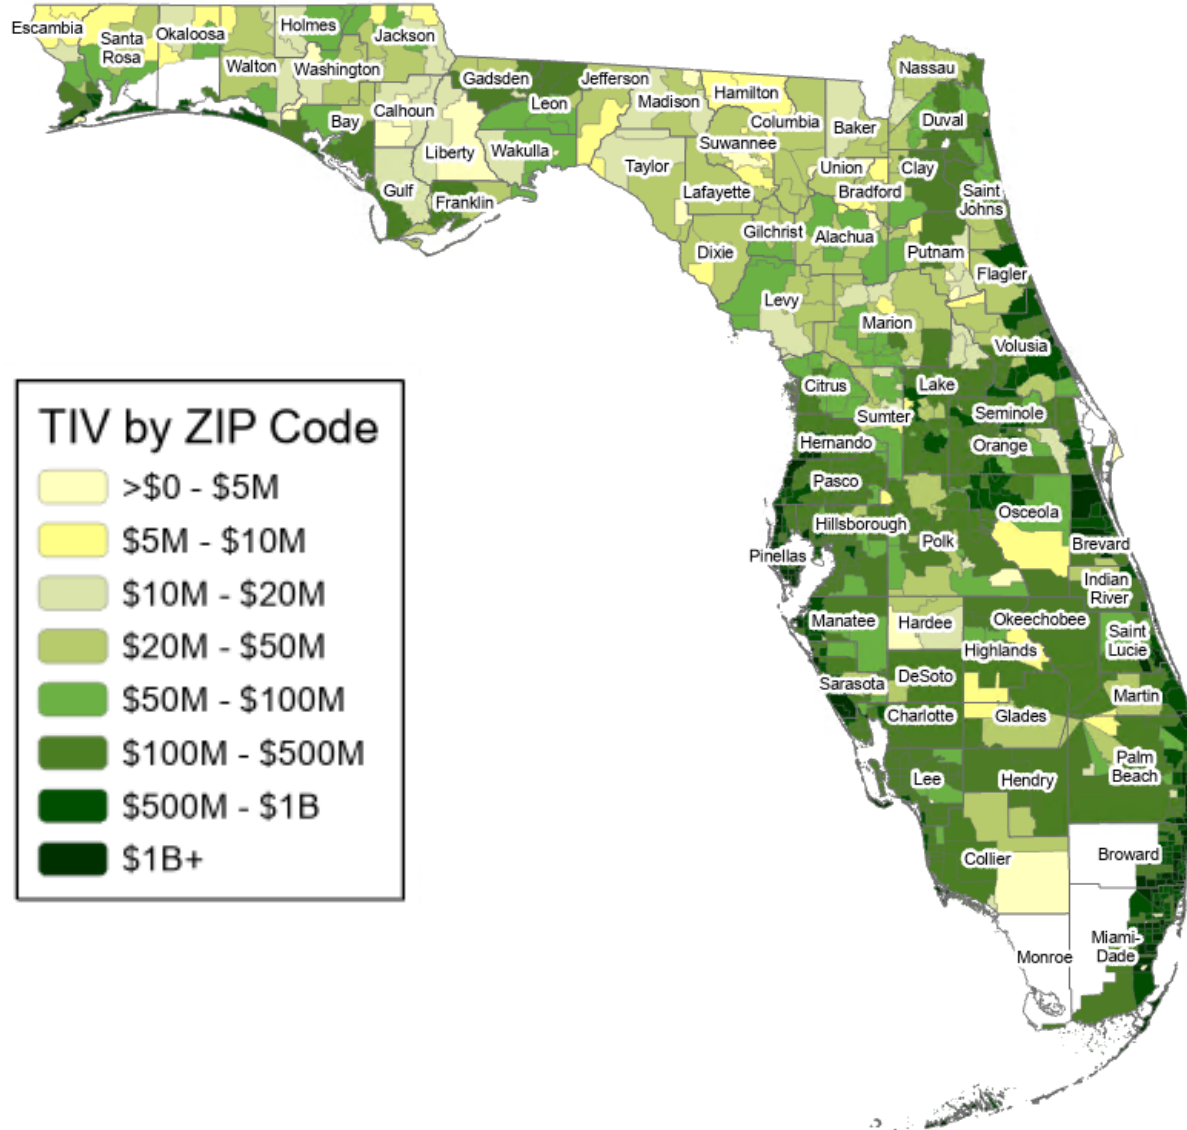 Escambia
Santa
Rosa
Okaloosa
Holmes
Jackson
Walton
Washington
Gadsden
Jefferson
Hamilton
Nassau
Leon
Madison
Bay
Calhoun
Columbia
Baker
Duval
Suwannee
Liberty
Wakulla
Taylor
Union
Clay
Gulf
Franklin
Lafayette
Bradford
Saint
Johns
Gilchrist
Alachua
Dixie
Putnam
Flagler
Levy
Marion
Volusia
Citrus
Lake
Sumter
Seminole
Hernando
Orange
Pasco
Hillsborough
Osceola
Polk
Pinellas
Brevard
Indian
River
Manatee
Hardee
Okeechobee
Highlands
Saint
Lucie
Sarasota
DeSoto
Martin
Charlotte
Glades
Palm
Beach
Lee
Hendry
Collier
Broward
Miami-
Dade
Monroe
TIV by ZIP Code
>$0 - $5M
$5M - $10M
$10M - $20M
$20M - $50M
$50M - $100M
$100M - $500M
$500M - $1B
$1B+